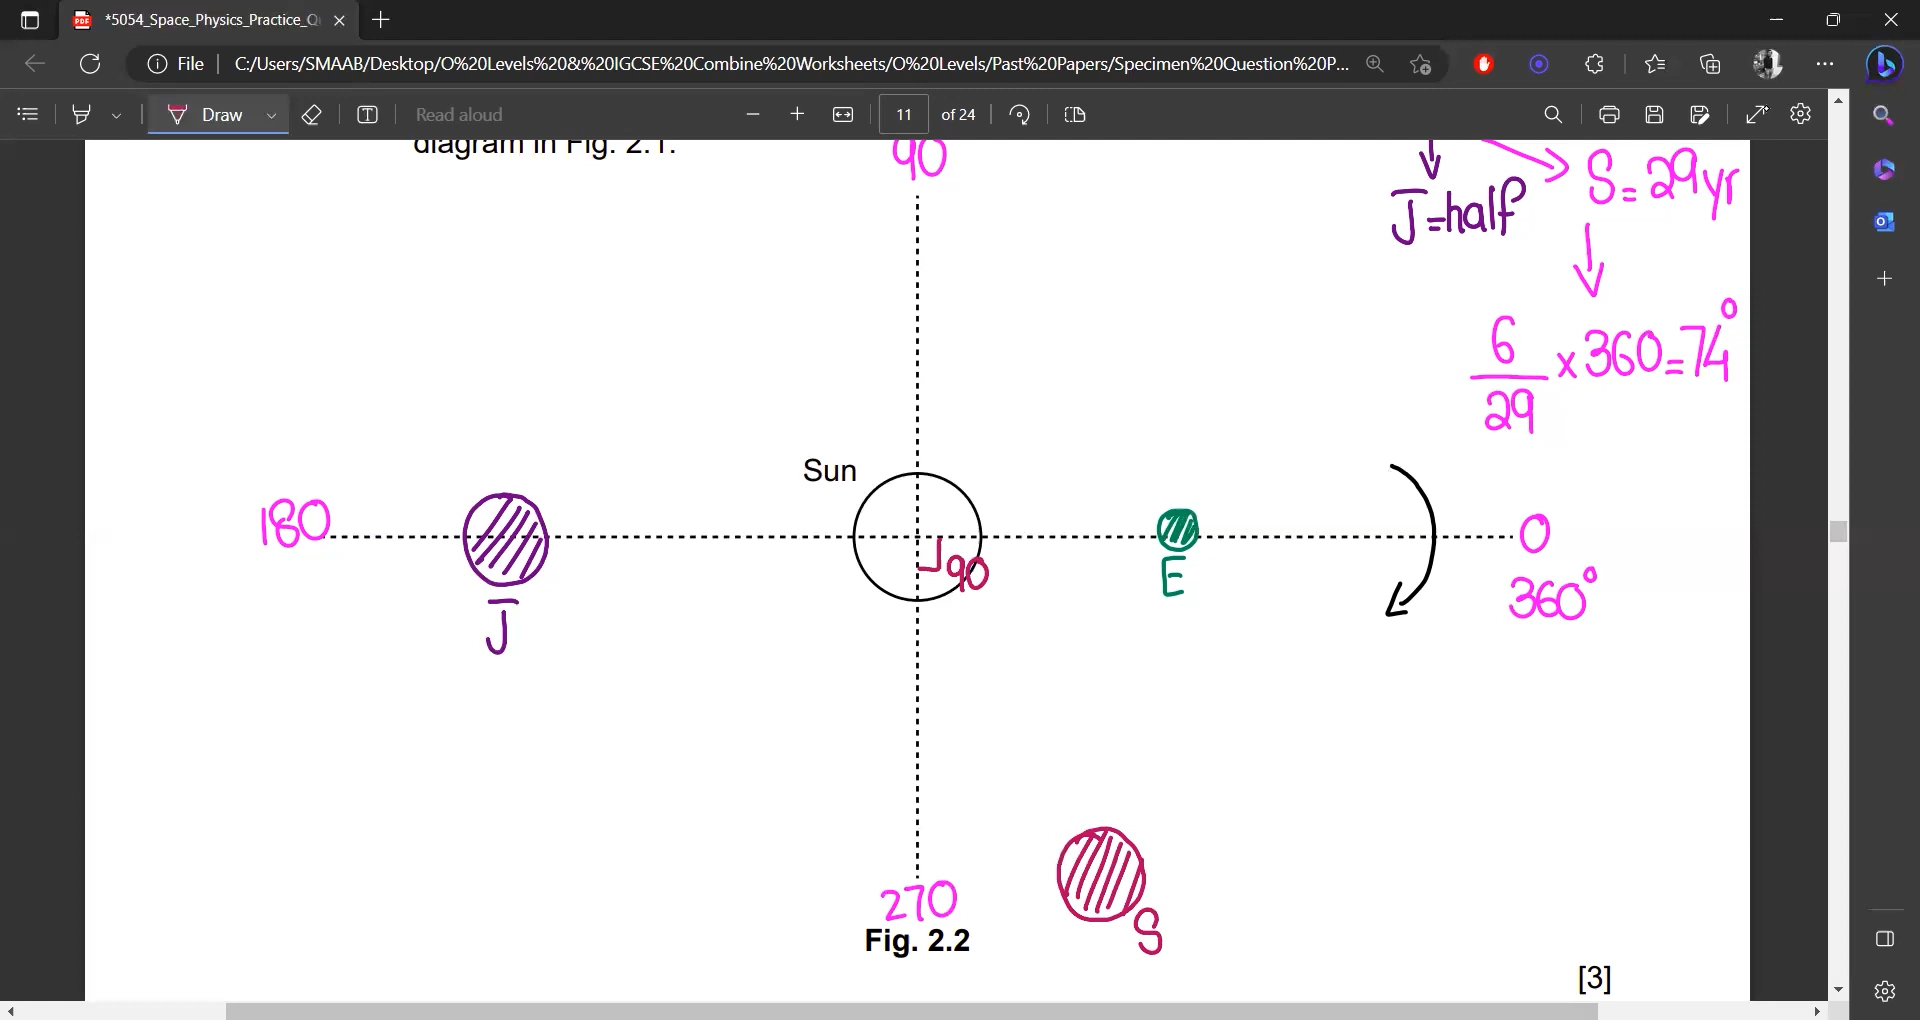 *5054_Space_Physics_Practice_Q
File
C:/Users/SMAAB/Desktop/O%20Levels%20&%20IGCSE%20Combine%20Worksheets/O%20Levels/Past%20Papers/Specimen%20Question%20P...
Draw
Read aloud
11
of 24
diagram in Fig. 2.1.
90
J=half
S=29yr
6/29 ×360=74°
Sun
180
0
90
E
360°
J
270
S
Fig. 2.2
[3]